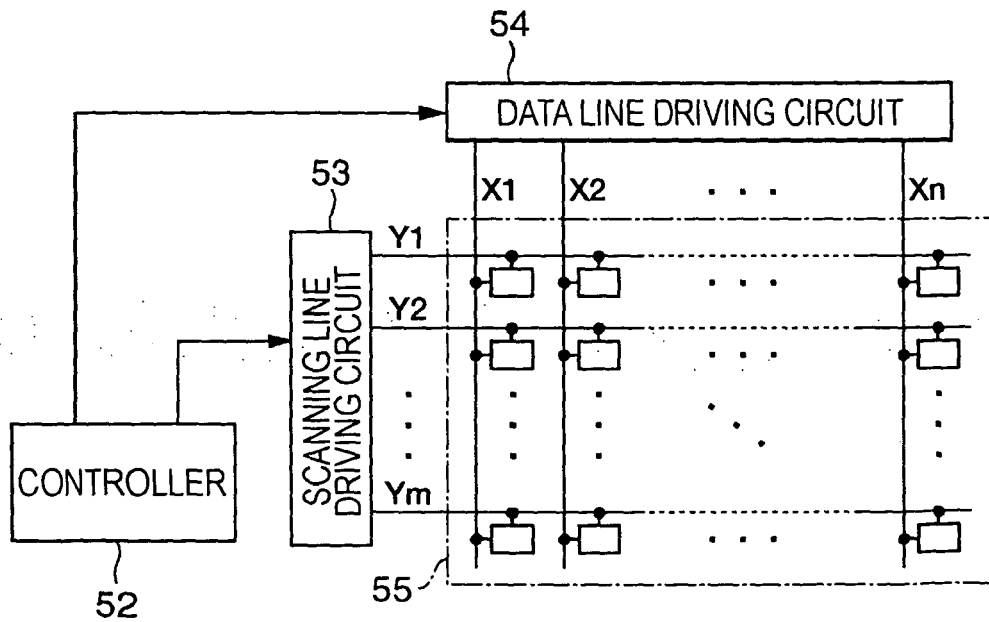 54
DATA LINE DRIVING CIRCUIT
53
X1 X2 . . . Xn
Y1
SCANNING LINE
DRIVING CIRCUIT
Y2
CONTROLLER
Ym
55
52